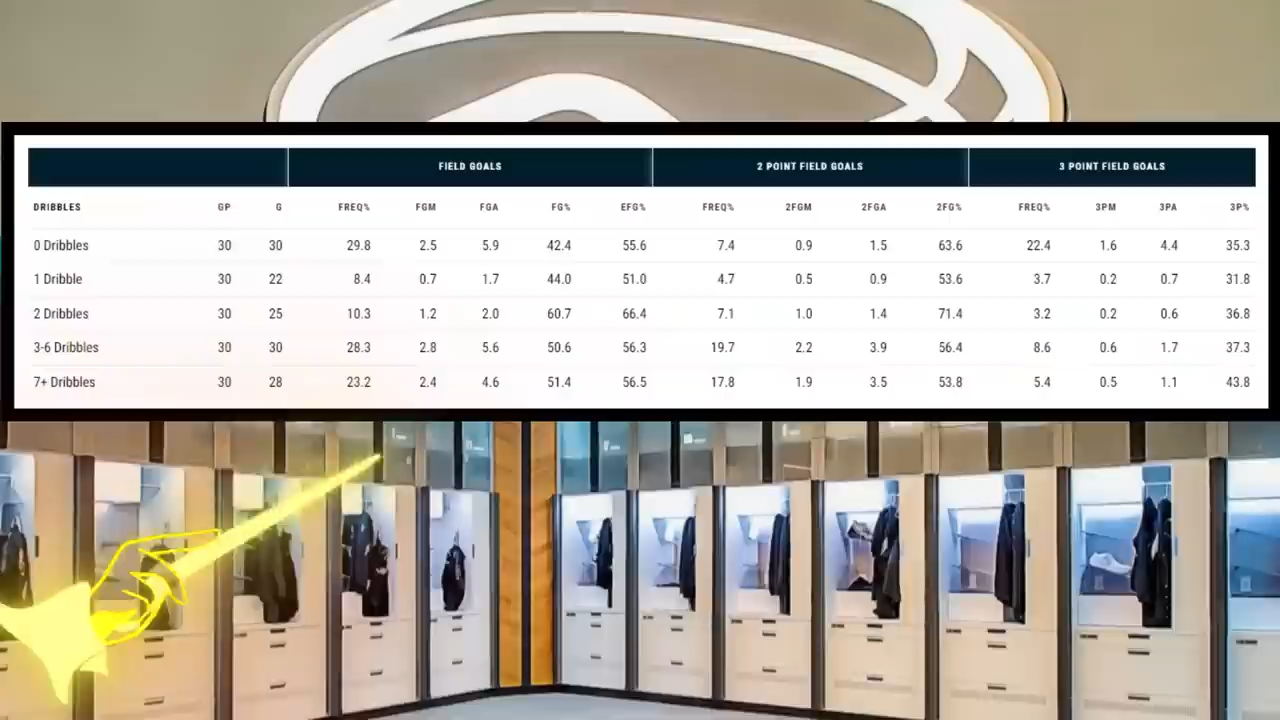 FIELD GOALS 2 POINT FIELD GOALS 3 POINT FIELD GOALS
DRIBBLES GP G FREQ% FGM FGA FG% EFG% FREQ% 2FGM 2FGA 2FG% FREQ% 3PM 3PA 3P%
0 Dribbles 30 30 29.8 2.5 5.9 42.4 55.6 7.4 0.9 1.5 63.6 22.4 1.6 4.4 35.3
1 Dribble 30 22 8.4 0.7 1.7 44.0 51.0 4.7 0.5 0.9 53.6 3.7 0.2 0.7 31.8
2 Dribbles 30 25 10.3 1.2 2.0 60.7 66.4 7.1 1.0 1.4 71.4 3.2 0.2 0.6 36.8
3-6 Dribbles 30 30 28.3 2.8 5.6 50.6 56.3 19.7 2.2 3.9 56.4 8.6 0.6 1.7 37.3
7+ Dribbles 30 28 23.2 2.4 4.6 51.4 56.5 17.8 1.9 3.5 53.8 5.4 0.5 1.1 43.8